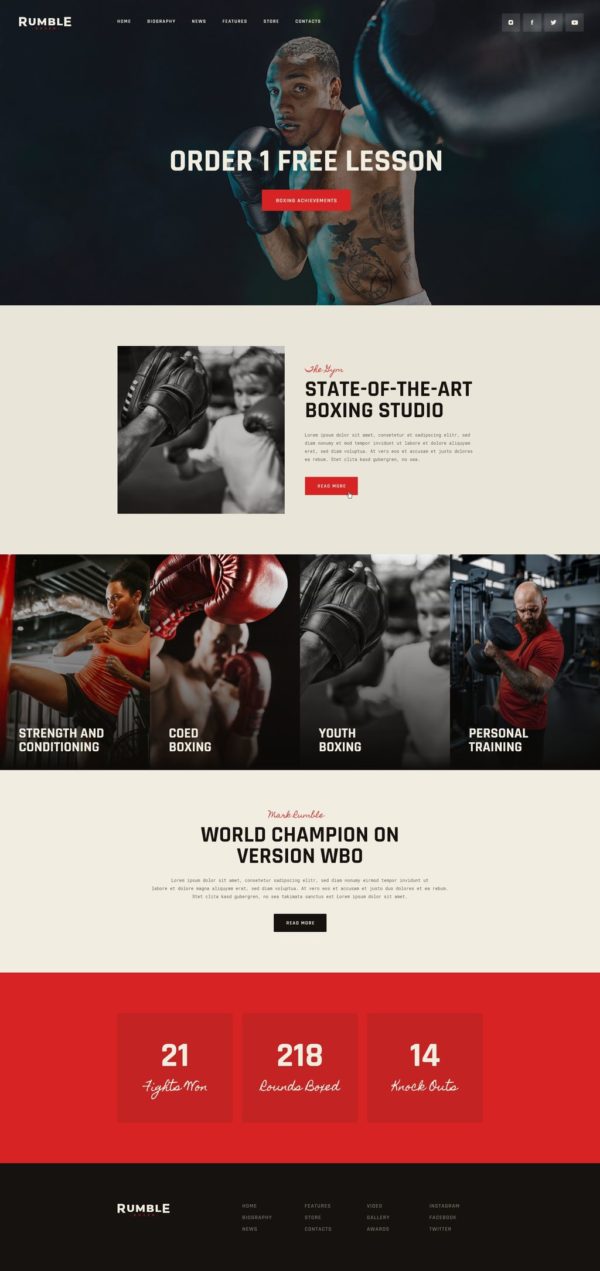 RUMBLE
HOME BIOGRAPHY NEWS FEATURES STORE CONTACTS
ORDER 1 FREE LESSON
BOXING ACHIEVEMENTS
The Gym
STATE-OF-THE-ART
BOXING STUDIO
Lorem ipsum dolor sit amet, consetetur at sadipscing elitr, sed
diam nonumy et mod tempor invidunt ut labore et dolore aliquyam
erat, sed diam voluptua. At vero eos et accusam et justo dolores
ea rebum. Stet clita kasd gubergren, no sea.
READ MORE
STRENGTH AND
CONDITIONING
COED
BOXING
YOUTH
BOXING
PERSONAL
TRAINING
Mark Rumble
WORLD CHAMPION ON
VERSION WBO
Lorem ipsum dolor sit amet, consetetur sadipscing elitr, sed diam nonumy eirmod tempor invidunt ut
labore et dolore magna aliquyam erat, sed diam voluptua. At vero eos et accusam et justo duo dolores et ea rebum.
Stet clita kasd gubergren, no sea takimata sanctus est Lorem ipsum dolor sit amet.
READ MORE
21
Fights Won
218
Rounds Boxed
14
Knock Outs
RUMBLE
HOME FEATURES VIDEO INSTAGRAM
BIOGRAPHY STORE GALLERY FACEBOOK
NEWS CONTACTS AWARDS TWITTER